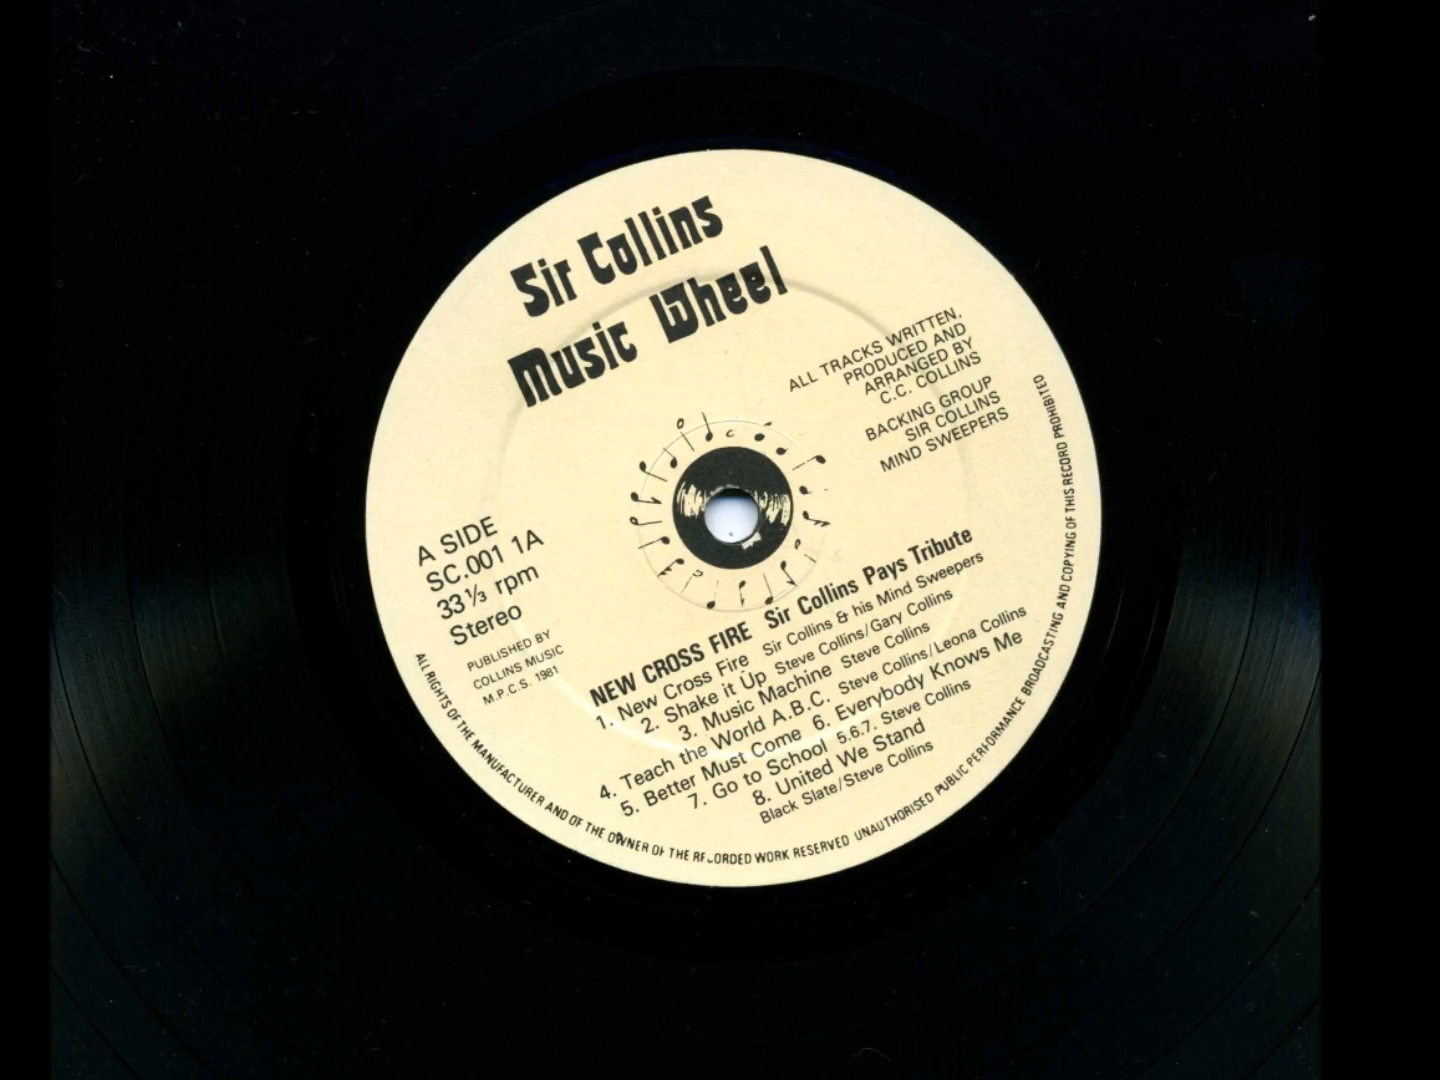 Sir Collins
Music Wheel
ALL TRACKS WRITTEN,
PRODUCED AND
ARRANGED BY
C.C. COLLINS
BACKING GROUP
SIR COLLINS
MIND SWEEPERS
A SIDE
SC.001 1A
33⅓ rpm
Stereo
PUBLISHED BY
COLLINS MUSIC
M.P.C.S. 1981
NEW CROSS FIRE Sir Collins Pays Tribute
1. New Cross Fire Sir Collins & his Mind Sweepers
2. Shake it Up Steve Collins/Gary Collins
3. Music Machine Steve Collins
4. Teach the World A.B.C. Steve Collins/Leona Collins
5. Better Must Come 6. Everybody Knows Me
7. Go to School 5.6.7. Steve Collins
8. United We Stand
Black Slate/Steve Collins
ALL RIGHTS OF THE MANUFACTURER AND OF THE OWNER OF THE RECORDED WORK RESERVED UNAUTHORISED PUBLIC PERFORMANCE BROADCASTING AND COPYING OF THIS RECORD PROHIBITED